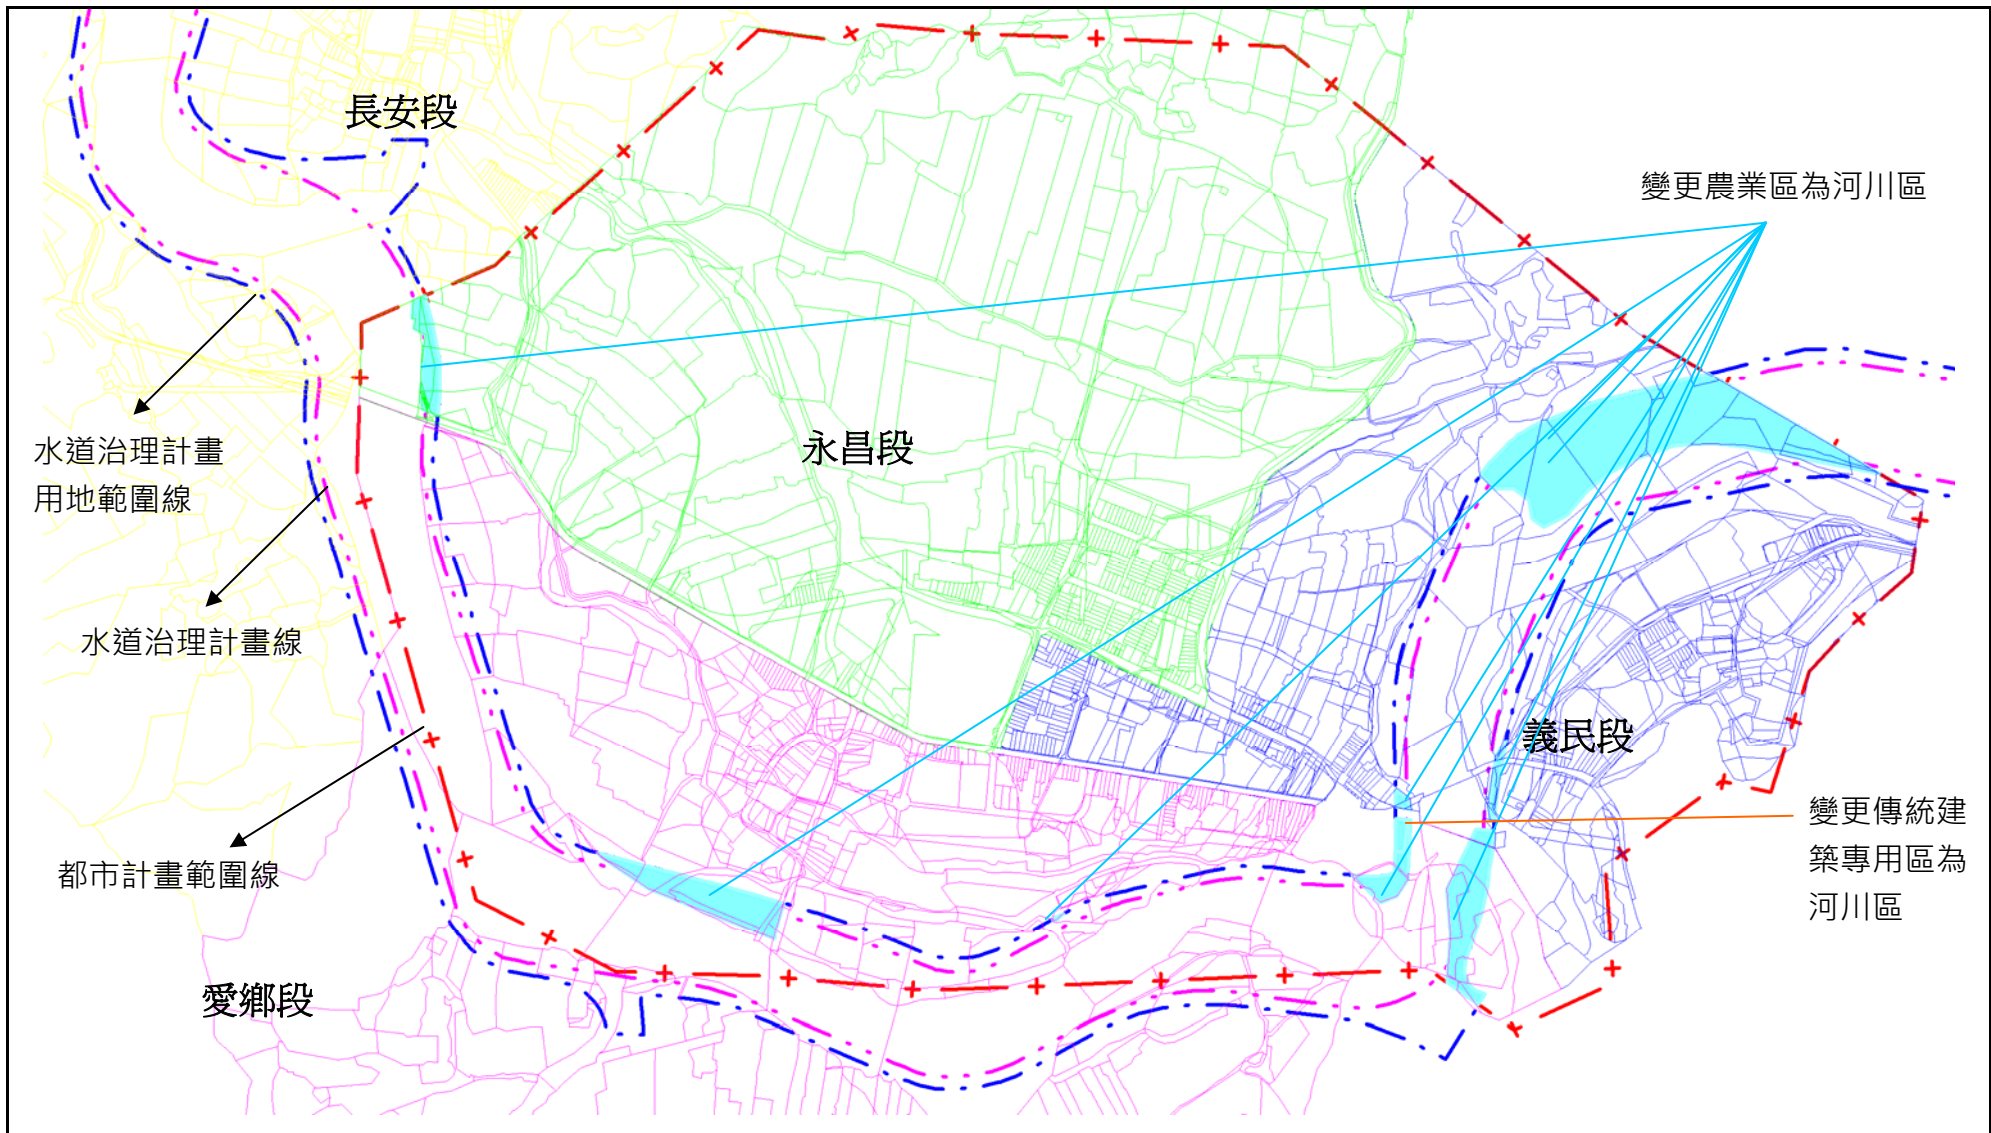 長安段
變更農業區為河川區
永昌段
水道治理計畫
用地範圍線
水道治理計畫線
義民段
變更傳統建
築專用區為
河川區
都市計畫範圍線
愛鄉段